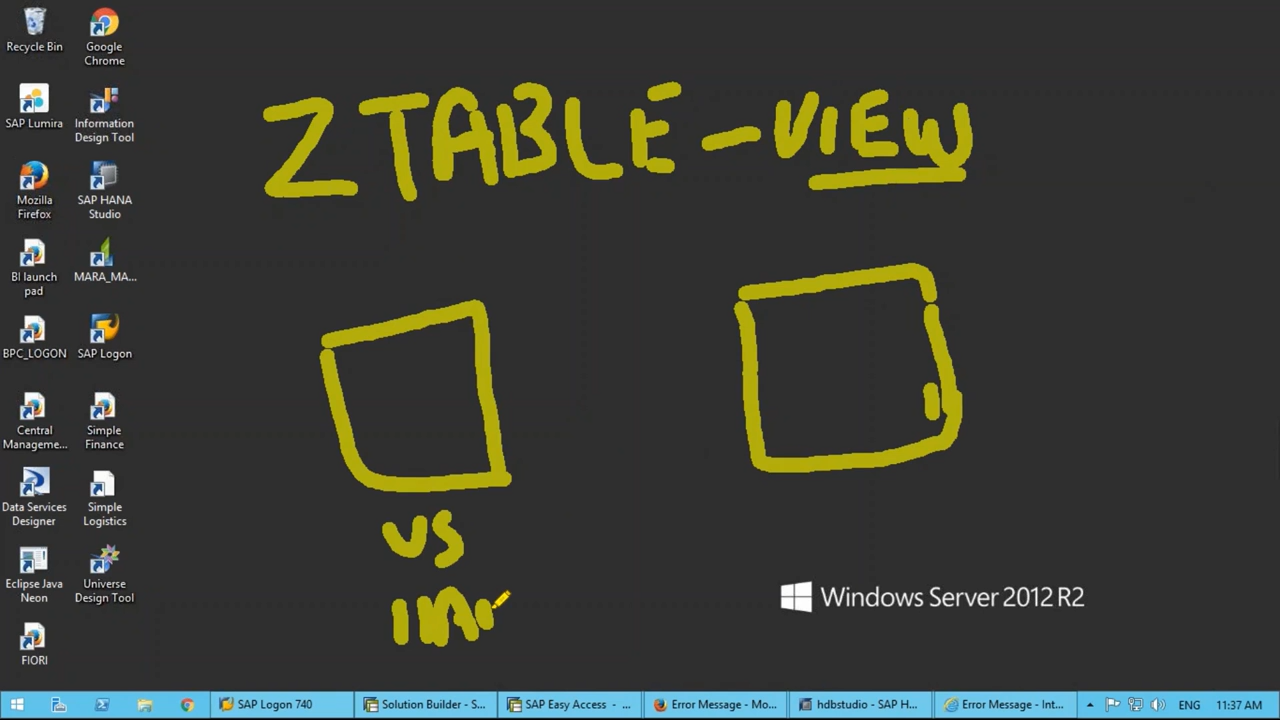 Recycle Bin
Google
Chrome
SAP Lumira
Information
Design Tool
Mozilla
Firefox
SAP HANA
Studio
BI launch
pad
MARA_MA...
BPC_LOGON
SAP Logon
Central
Manageme...
Simple
Finance
Data Services
Designer
Simple
Logistics
Eclipse Java
Neon
Universe
Design Tool
FIORI
Z TABLE - VIEW
US
Windows Server 2012 R2
SAP Logon 740
Solution Builder - S...
SAP Easy Access - ...
Error Message - Mo...
hdbstudio - SAP H...
Error Message - Int...
ENG
11:37 AM